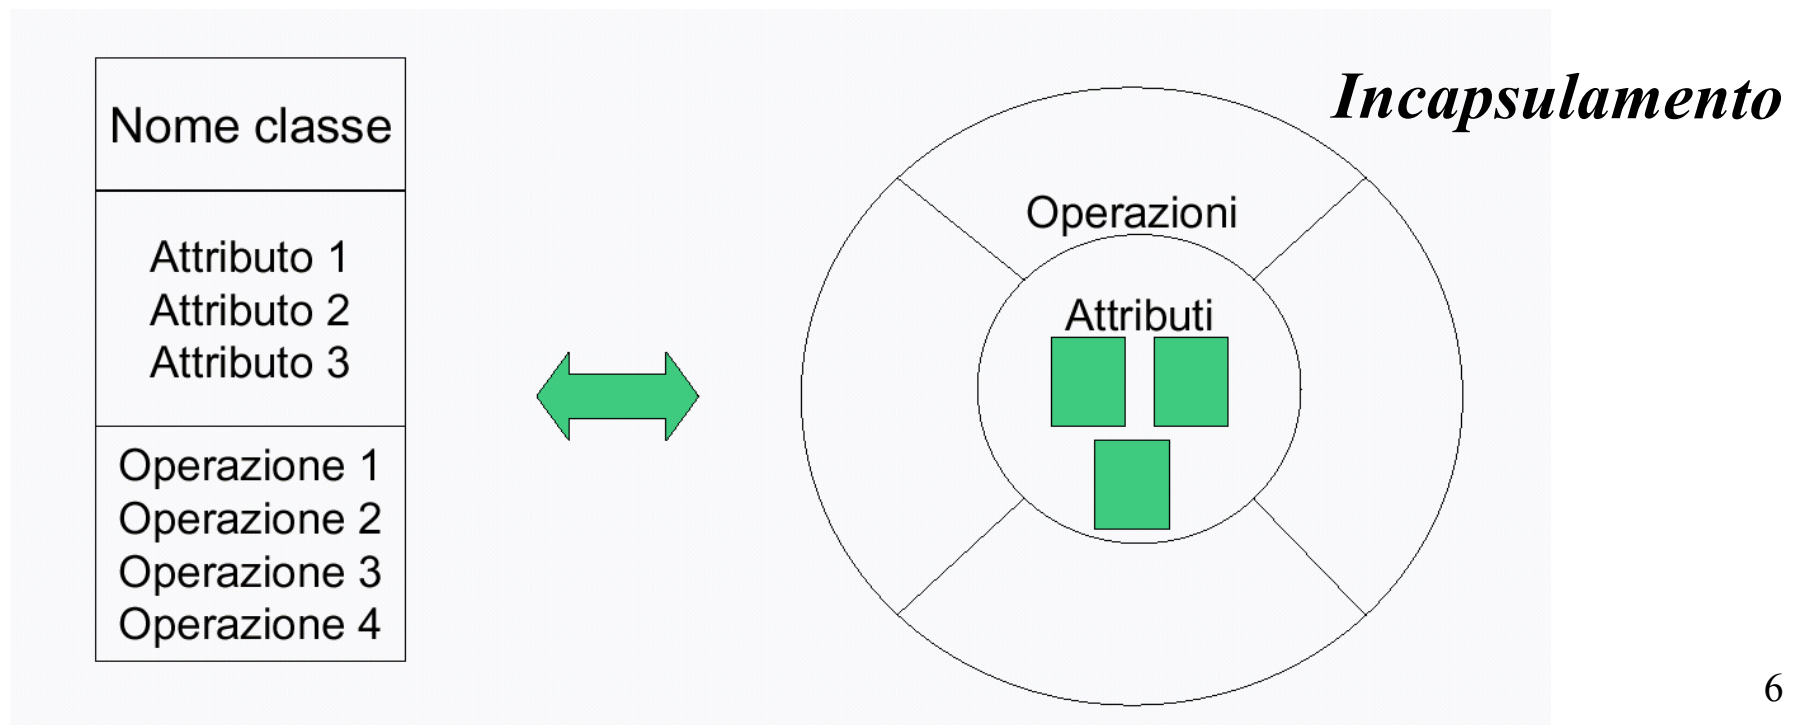 Incapsulamento
Nome classe
Attributo 1
Attributo 2
Attributo 3
Operazione 1
Operazione 2
Operazione 3
Operazione 4
Operazioni
Attributi
6